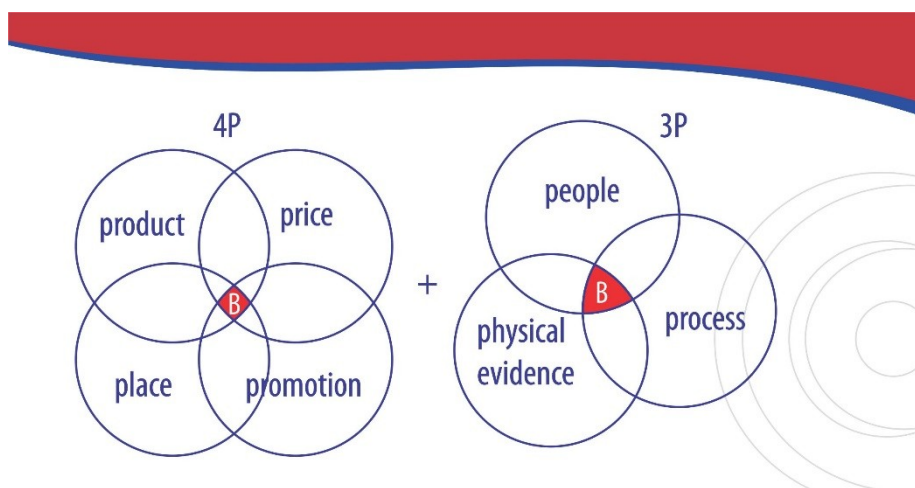 4P
product
price
B
place
promotion
+
3P
people
B
physical
evidence
process